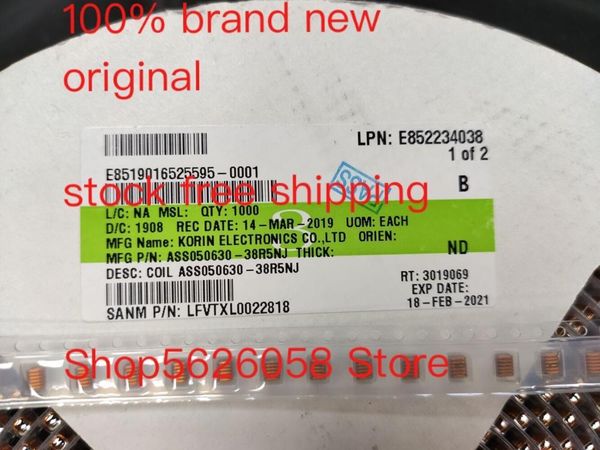 100% brand new
original
LPN: E852234038
1 of 2
E8519016525595-0001
B
stock free shipping
L/C: NA MSL: QTY: 1000
D/C: 1908 REC DATE: 14-MAR-2019 UOM: EACH
3
MFG Name: KORIN ELECTRONICS CO.,LTD ORIEN:
MFG P/N: ASS050630-38R5NJ THICK:
ND
DESC: COIL ASS050630-38R5NJ
RT: 3019069
EXP DATE:
18-FEB-2021
SANM P/N: LFVTXL0022818
Shop5626058 Store